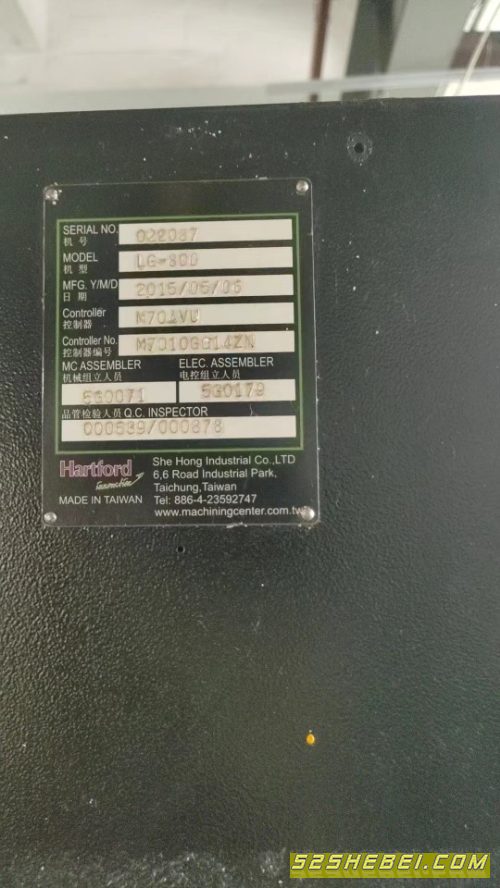 SERIAL NO. 022087
机 号
MODEL LG-800
机 型
MFG. Y/M/D 2015/05/06
日 期
Controller M70AVU
控制器
Controller No. M7010GG14ZN
控制器编号
MC ASSEMBLER ELEC. ASSEMBLER
机械组立人员 电控组立人员
5G0071 5G0179
品管检验人员 Q.C. INSPECTOR
000539/000878
Hartford She Hong Industrial Co.,LTD
6,6 Road Industrial Park,
Taichung,Taiwan
MADE IN TAIWAN Tel: 886-4-23592747
www.machiningcenter.com.tw
52SHEBEI.COM